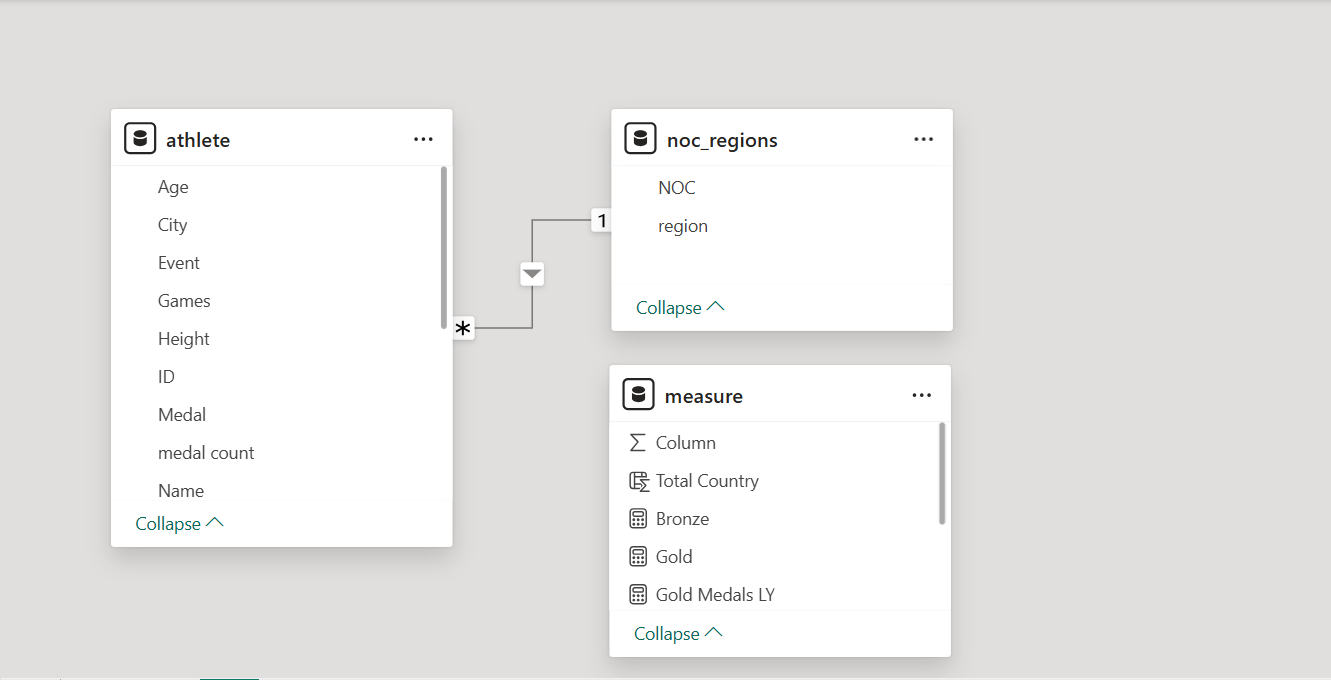 athlete
Age
City
Event
Games
Height
ID
Medal
medal count
Name
Collapse
*
1
noc_regions
NOC
region
Collapse
measure
Column
Total Country
Bronze
Gold
Gold Medals LY
Collapse